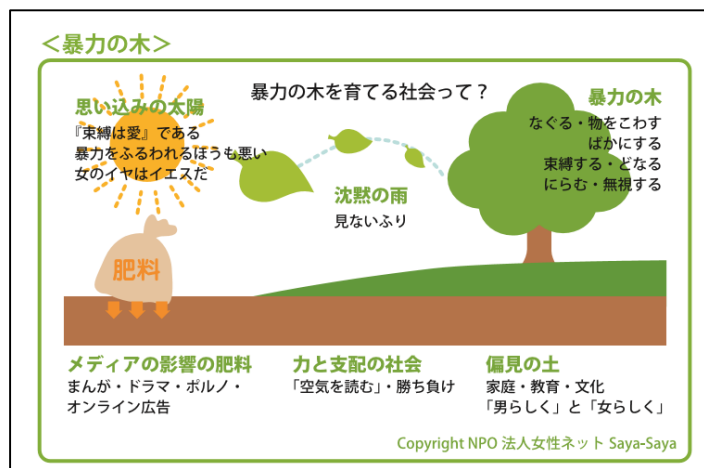 ＜暴力の木＞
暴力の木を育てる社会って？
思い込みの太陽
『束縛は愛』である
暴力をふるわれるほうも悪い
女のイヤはイエスだ
沈黙の雨
見ないふり
暴力の木
なぐる・物をこわす
ばかにする
束縛する・どなる
にらむ・無視する
肥料
メディアの影響の肥料
まんが・ドラマ・ポルノ・
オンライン広告
力と支配の社会
「空気を読む」・勝ち負け
偏見の土
家庭・教育・文化
「男らしく」と「女らしく」
Copyright NPO 法人女性ネット Saya-Saya